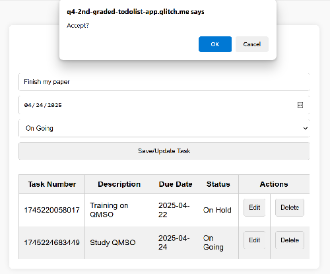 q4-2nd-graded-todolist-app.glitch.me says
Accept?
OK Cancel
Finish my paper
04/24/2025
On Going
Save/Update Task
Task Number Description Due Date Status Actions
1745220058017 Training on QMSO 2025-04-22 On Hold Edit Delete
1745224683449 Study QMSO 2025-04-24 On Going Edit Delete